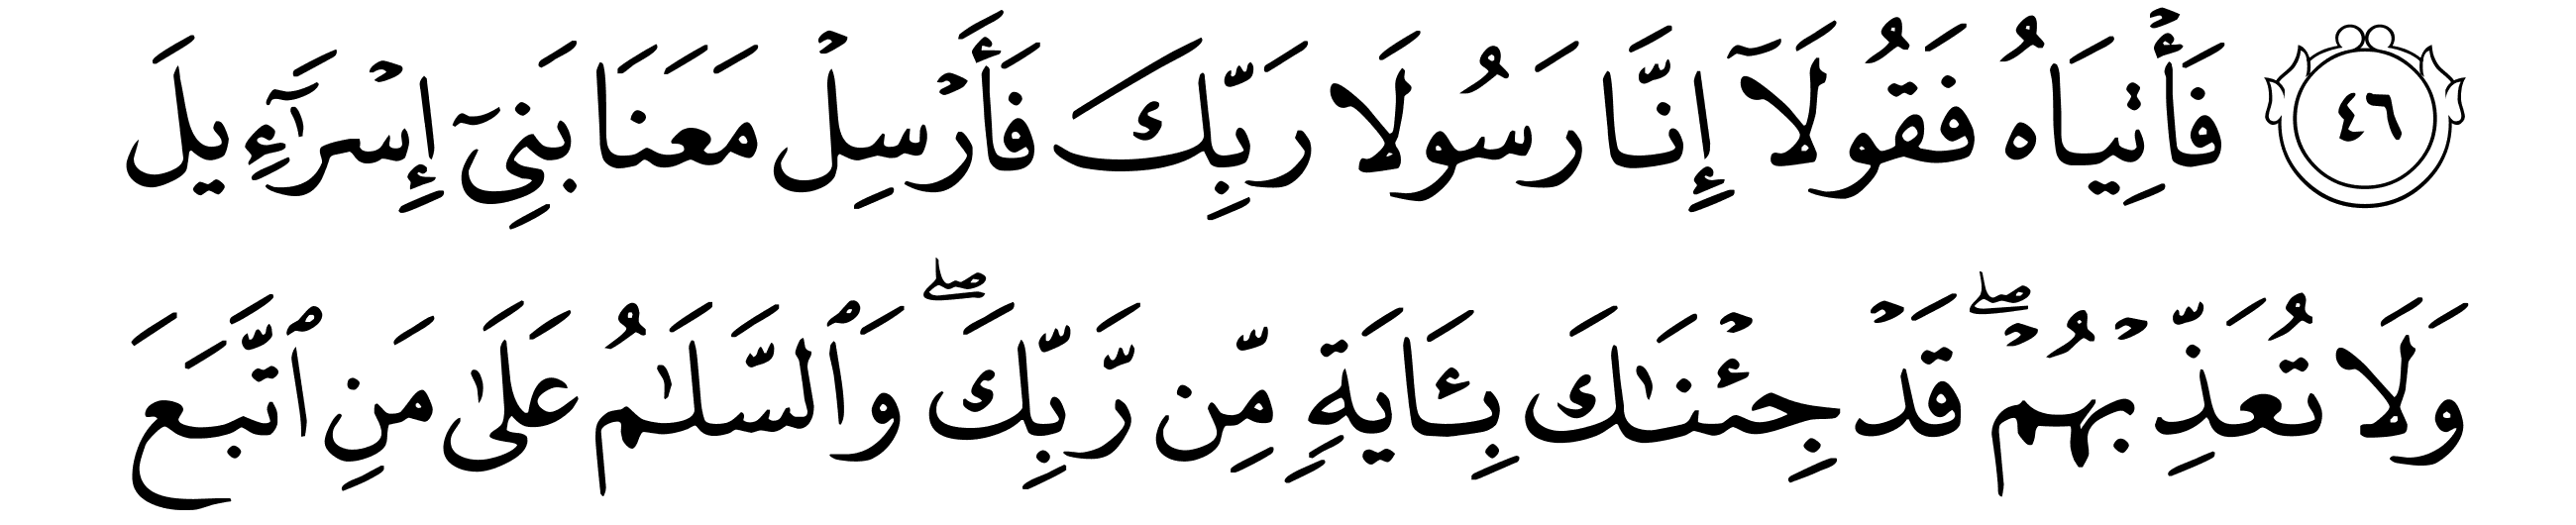 ٤٦ فَأۡتِيَاهُ فَقُولَآ إِنَّا رَسُولَا رَبِّكَ فَأَرۡسِلۡ مَعَنَا بَنِيٓ إِسۡرَٰٓءِيلَ
وَلَا تُعَذِّبۡهُمۡۖ قَدۡ جِئۡنَٰكَ بِـَٔايَةٖ مِّن رَّبِّكَۖ وَٱلسَّلَٰمُ عَلَىٰ مَنِ ٱتَّبَعَ